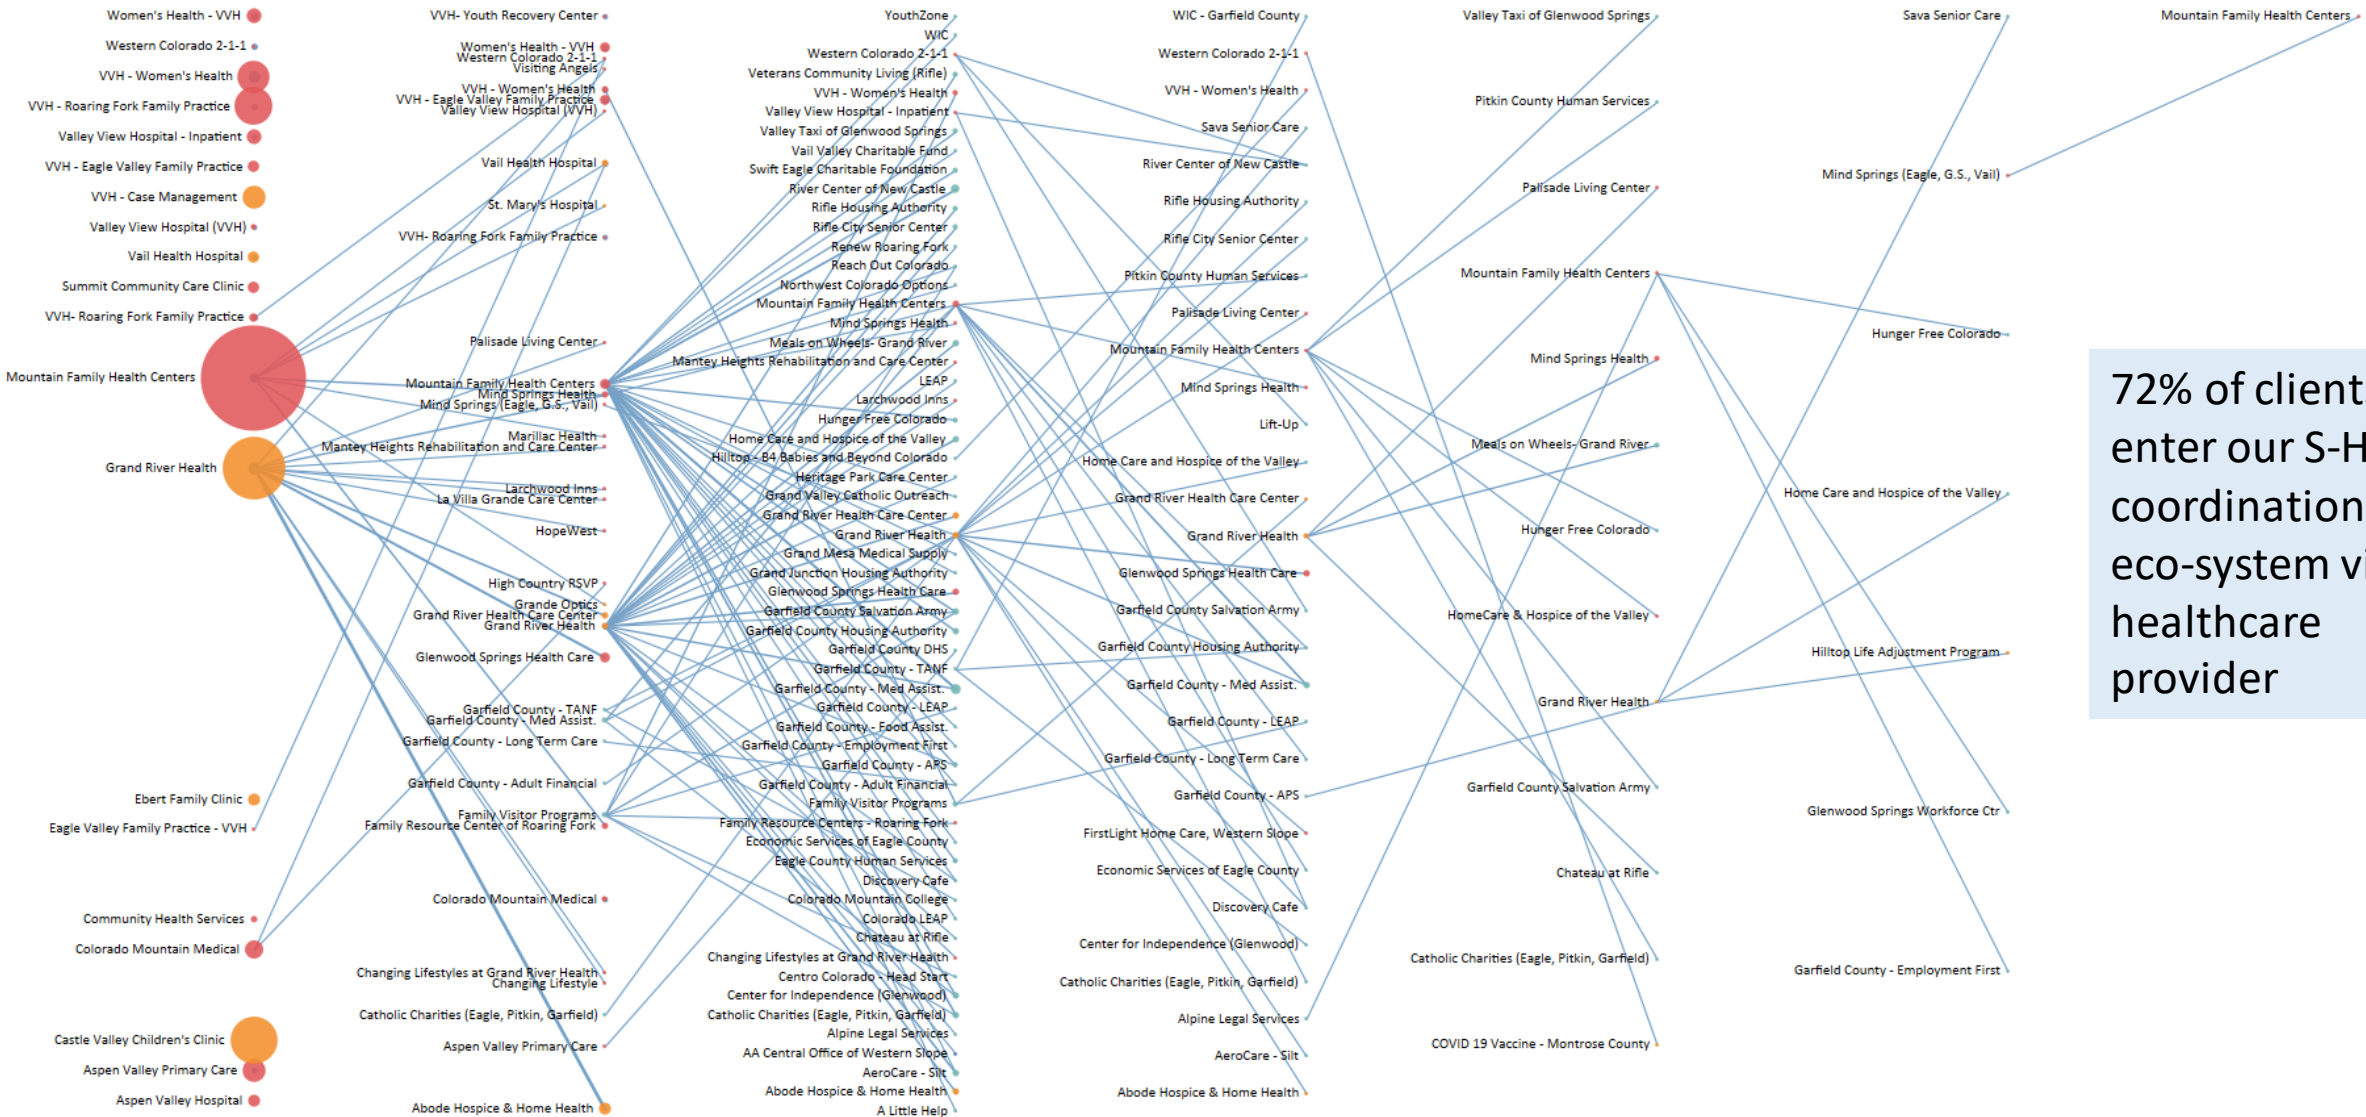 Women's Health - VVH
Western Colorado 2-1-1
VVH - Women's Health
VVH - Roaring Fork Family Practice
Valley View Hospital - Inpatient
VVH - Eagle Valley Family Practice
VVH - Case Management
Valley View Hospital (VVH)
Vail Health Hospital
Summit Community Care Clinic
VVH- Roaring Fork Family Practice
Mountain Family Health Centers
Grand River Health
Ebert Family Clinic
Eagle Valley Family Practice - VVH
Community Health Services
Colorado Mountain Medical
Castle Valley Children's Clinic
Aspen Valley Primary Care
Aspen Valley Hospital
VVH- Youth Recovery Center
Women's Health - VVH
Western Colorado 2-1-1
Visiting Angels
VVH - Women's Health
VVH - Eagle Valley Family Practice
Valley View Hospital (VVH)
Vail Health Hospital
St. Mary's Hospital
VVH- Roaring Fork Family Practice
Palisade Living Center
Mountain Family Health Centers
Mind Springs Health
Mind Springs (Eagle, G.S., Vail)
Marillac Health
Mantey Heights Rehabilitation and Care Center
Larchwood Inns
La Villa Grande Care Center
HopeWest
High Country RSVP
Grande Optics
Grand River Health Care Center
Grand River Health
Glenwood Springs Health Care
Garfield County - TANF
Garfield County - Med Assist.
Garfield County - Long Term Care
Garfield County - Adult Financial
Family Visitor Programs
Family Resource Center of Roaring Fork
Colorado Mountain Medical
Changing Lifestyles at Grand River Health
Changing Lifestyle
Catholic Charities (Eagle, Pitkin, Garfield)
Aspen Valley Primary Care
Abode Hospice & Home Health
YouthZone
WIC
Western Colorado 2-1-1
Veterans Community Living (Rifle)
VVH - Women's Health
Valley View Hospital - Inpatient
Valley Taxi of Glenwood Springs
Vail Valley Charitable Fund
Swift Eagle Charitable Foundation
River Center of New Castle
Rifle Housing Authority
Rifle City Senior Center
Renew Roaring Fork
Reach Out Colorado
Northwest Colorado Options
Mountain Family Health Centers
Mind Springs Health
Meals on Wheels- Grand River
Mantey Heights Rehabilitation and Care Center
LEAP
Larchwood Inns
Hunger Free Colorado
Home Care and Hospice of the Valley
Hilltop - B4 Babies and Beyond Colorado
Heritage Park Care Center
Grand Valley Catholic Outreach
Grand River Health Care Center
Grand River Health
Grand Mesa Medical Supply
Grand Junction Housing Authority
Glenwood Springs Health Care
Garfield County Salvation Army
Garfield County Housing Authority
Garfield County DHS
Garfield County - TANF
Garfield County - Med Assist.
Garfield County - LEAP
Garfield County - Food Assist.
Garfield County - Employment First
Garfield County - APS
Garfield County - Adult Financial
Family Visitor Programs
Family Resource Centers - Roaring Fork
Economic Services of Eagle County
Eagle County Human Services
Discovery Cafe
Colorado Mountain College
Colorado LEAP
Chateau at Rifle
Changing Lifestyles at Grand River Health
Centro Colorado - Head Start
Center for Independence (Glenwood)
Catholic Charities (Eagle, Pitkin, Garfield)
Alpine Legal Services
AA Central Office of Western Slope
AeroCare - Silt
Abode Hospice & Home Health
A Little Help
WIC - Garfield County
Western Colorado 2-1-1
VVH - Women's Health
Sava Senior Care
River Center of New Castle
Rifle Housing Authority
Rifle City Senior Center
Pitkin County Human Services
Palisade Living Center
Mountain Family Health Centers
Mind Springs Health
Lift-Up
Home Care and Hospice of the Valley
Grand River Health Care Center
Grand River Health
Glenwood Springs Health Care
Garfield County Salvation Army
Garfield County Housing Authority
Garfield County - Med Assist.
Garfield County - LEAP
Garfield County - Long Term Care
Garfield County - APS
FirstLight Home Care, Western Slope
Economic Services of Eagle County
Discovery Cafe
Center for Independence (Glenwood)
Catholic Charities (Eagle, Pitkin, Garfield)
Alpine Legal Services
AeroCare - Silt
Abode Hospice & Home Health
Valley Taxi of Glenwood Springs
Pitkin County Human Services
Palisade Living Center
Mountain Family Health Centers
Mind Springs Health
Meals on Wheels- Grand River
Hunger Free Colorado
HomeCare & Hospice of the Valley
Grand River Health
Garfield County Salvation Army
Chateau at Rifle
Catholic Charities (Eagle, Pitkin, Garfield)
COVID 19 Vaccine - Montrose County
Sava Senior Care
Mind Springs (Eagle, G.S., Vail)
Hunger Free Colorado
Home Care and Hospice of the Valley
Hilltop Life Adjustment Program
Glenwood Springs Workforce Ctr
Garfield County - Employment First
Mountain Family Health Centers
72% of client
enter our S-H
coordination
eco-system vi
healthcare
provider